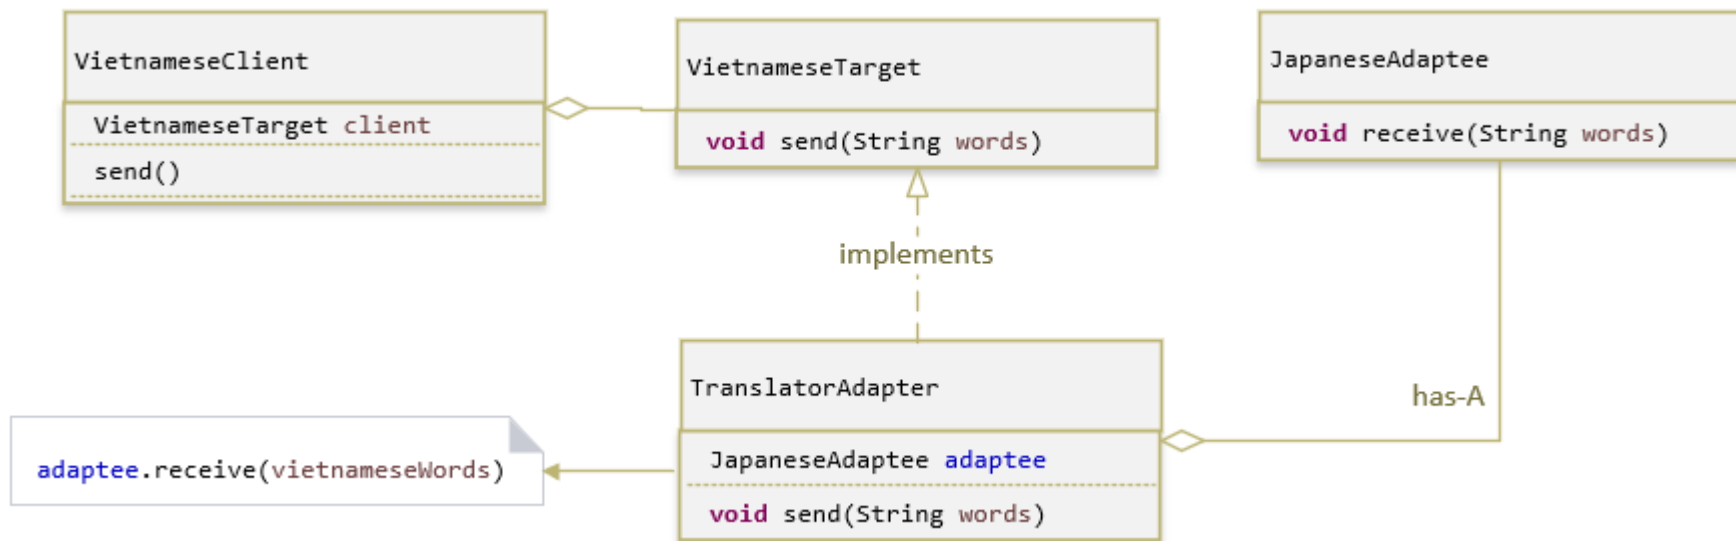 VietnameseClient
VietnameseTarget client
send()
VietnameseTarget
void send(String words)
JapaneseAdaptee
void receive(String words)
implements
has-A
TranslatorAdapter
JapaneseAdaptee adaptee
void send(String words)
adaptee.receive(vietnameseWords)